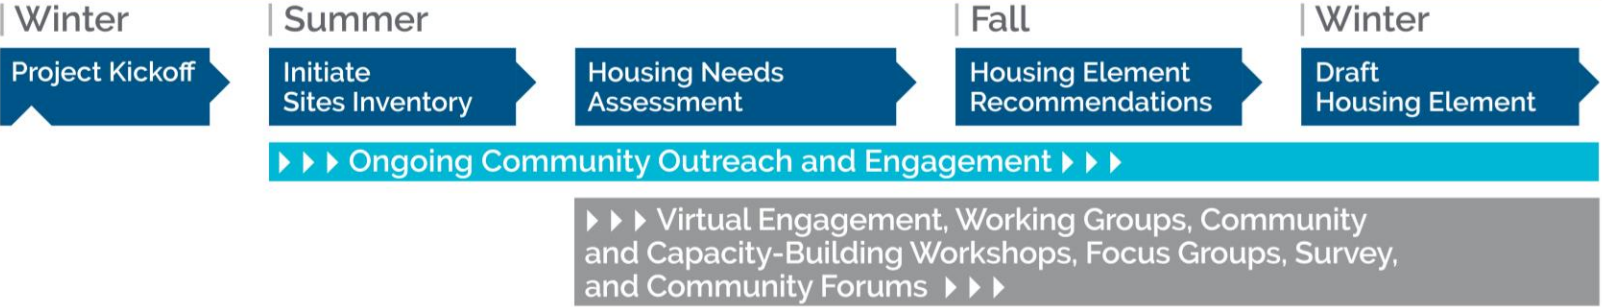 Winter
Summer
Fall
Winter
Project Kickoff
Initiate
Sites Inventory
Housing Needs
Assessment
Housing Element
Recommendations
Draft
Housing Element
Ongoing Community Outreach and Engagement
Virtual Engagement, Working Groups, Community
and Capacity-Building Workshops, Focus Groups, Survey,
and Community Forums